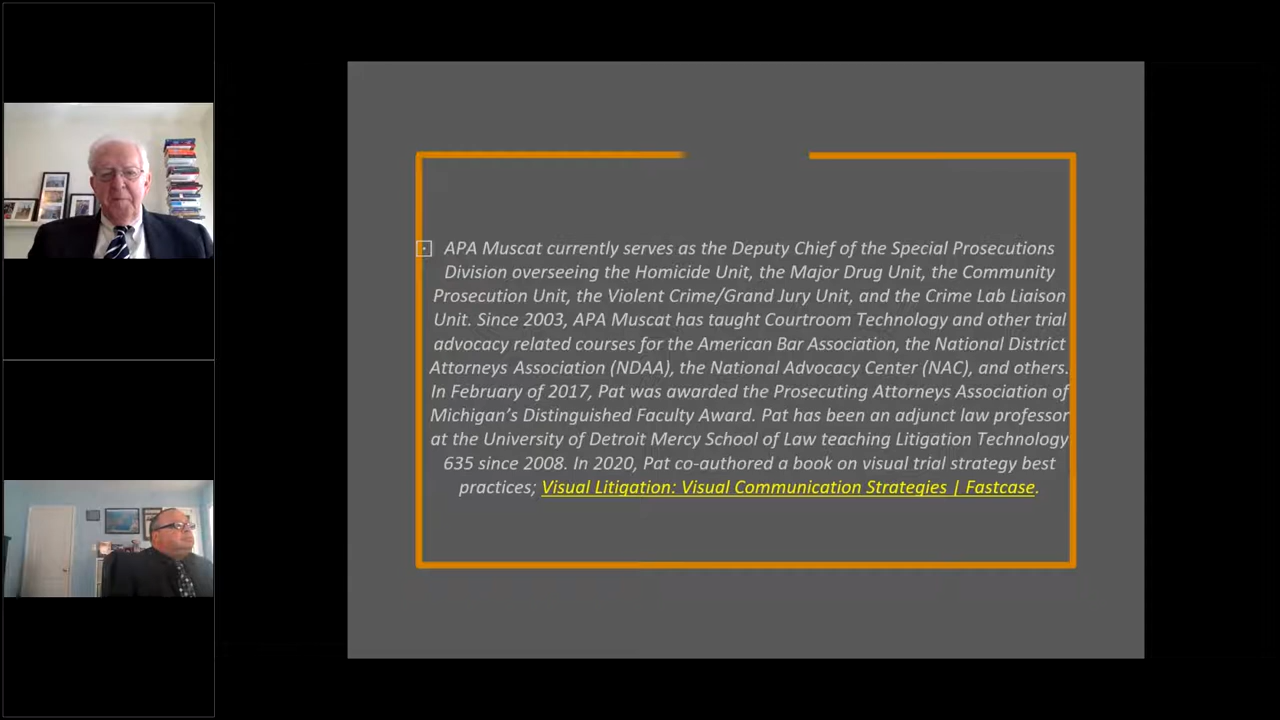 APA Muscat currently serves as the Deputy Chief of the Special Prosecutions
Division overseeing the Homicide Unit, the Major Drug Unit, the Community
Prosecution Unit, the Violent Crime/Grand Jury Unit, and the Crime Lab Liaison
Unit. Since 2003, APA Muscat has taught Courtroom Technology and other trial
advocacy related courses for the American Bar Association, the National District
Attorneys Association (NDAA), the National Advocacy Center (NAC), and others.
In February of 2017, Pat was awarded the Prosecuting Attorneys Association of
Michigan's Distinguished Faculty Award. Pat has been an adjunct law professor
at the University of Detroit Mercy School of Law teaching Litigation Technology
635 since 2008. In 2020, Pat co-authored a book on visual trial strategy best
practices; Visual Litigation: Visual Communication Strategies | Fastcase.